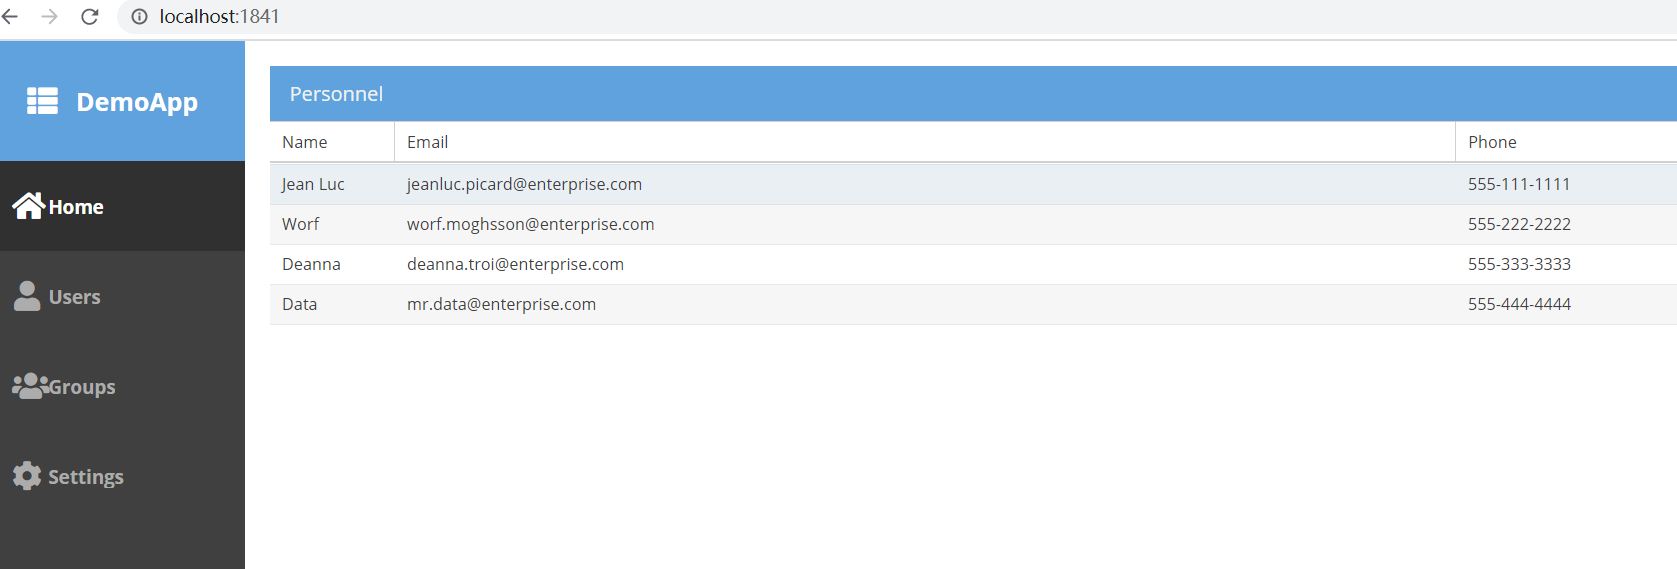 localhost:1841
DemoApp
Home
Users
Groups
Settings
Personnel
Name Email Phone
Jean Luc jeanluc.picard@enterprise.com 555-111-1111
Worf worf.moghsson@enterprise.com 555-222-2222
Deanna deanna.troi@enterprise.com 555-333-3333
Data mr.data@enterprise.com 555-444-4444